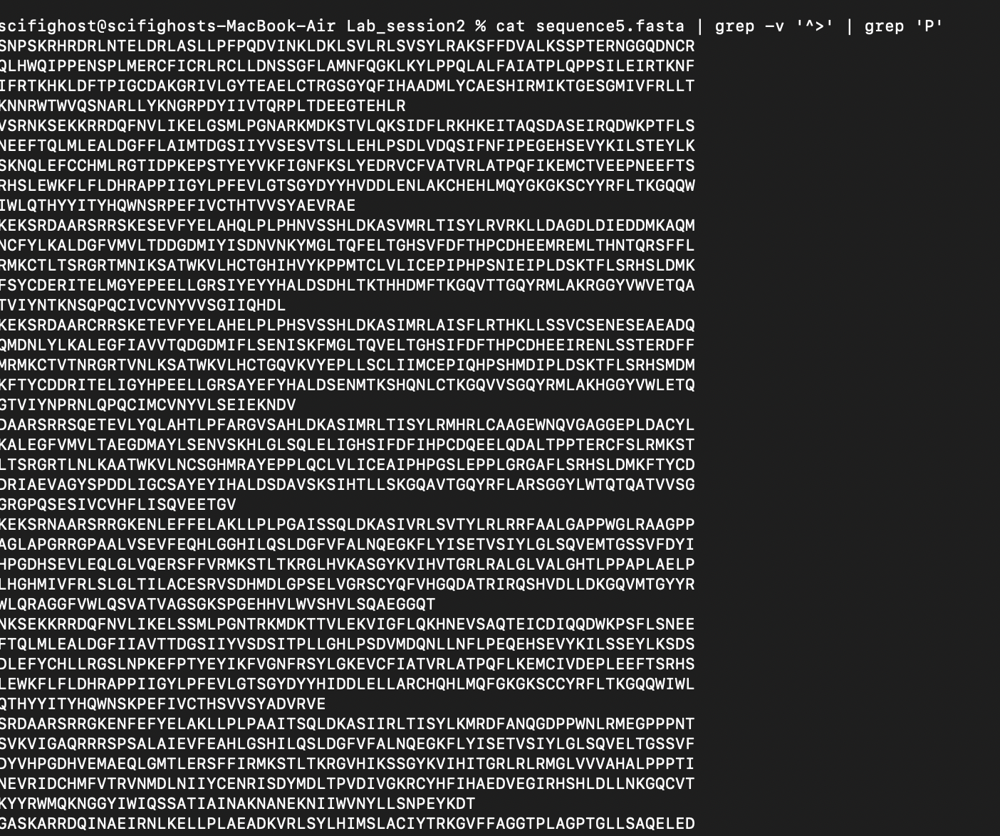 scifighost@scifighosts-MacBook-Air Lab_session2 % cat sequence5.fasta | grep -v '^>' | grep 'P'
SNPSKRHRDRLNTELDRLASLLPFPQDVINKLDKLSVLRLSVSYLRAKSFFDVALKSSPTERNGGQDNCR
QLHWQIPPENSPLMERCFICRLRCLLDNSSGFLAMNFQGKLKYLPPQLALFAIATPLQPPSILEIRTKNF
IFRTKHKLDFTPIGCDAKGRIVLGYTEAELCTRGSGYQFIHAADMLYCAESHIRMIKTGESGMIVFRLLT
KNNRWTWVQSNARLLYKNGRPDYIIVTQRPLTDEEGTEHLR
VSRNKSEKKRRDQFNVLIKELGSMLPGNARKMDKSTVLQKSIDFLRKHKEITAQSDASEIRQDWKPTFLS
NEEFTQLMLEALDGFFLAIMTDGSIIYVSESVTSLLEHLPSDLVDQSIFNFIPEGEHSEVYKILSTEYLK
SKNQLEFCCHMLRGTIDPKEPSTYEYVKFIGNFKSLYEDRVCFVATVRLATPQFIKEMCTVEEPNEEFTS
RHSLEWKFLFLDHRAPPIIGYLPFEVLGTSGYDYYHVDDLENLAKCHEHLMQYGKGKSCYYRFLTKGQQW
IWLQTHYYITYHQWNSRPEFIVCTHTVVSYAEVRAE
KEKSRDAARSRRSKESEVFYELAHQLPLPHNVSSHLDKASVMRLTISYLRVRKLLDAGDLDIEDDMKAQM
NCFYLKALDGFVMVLTDDGDMIYISDNVNKYMGLTQFELTGHSVFDFTHPCDHEEMREMLTHNTQRSFFL
RMKCTLTSRGRTMNIKSATWKVLHCTGHIHVYKPPMTCLVLICEPIPHPSNIEIPLDSKTFLSRHSLDMK
FSYCDERITELMGYEPEELLGRSIYEYYHALDSDHLTKTHHDMFTKGQVTTGQYRMLAKRGGYVWVETQA
TVIYNTKNSQPQCIVCVNYVVSGIIQHDL
KEKSRDAARCRRSKETEVFYELAHELPLPHSVSSHLDKASIMRLAISFLRTHKLLSSVCSENESEAEADQ
QMDNLYLKALEGFIAVVTQDGDMIFLSENISKFMGLTQVELTGHSIFDFTHPCDHEEIRENLSSTERDFF
MRMKCTVTNRGRTVNLKSATWKVLHCTGQVKVYEPLLSCLIIMCEPIQHPSHMDIPLDSKTFLSRHSMDM
KFTYCDDRITELIGYHPEELLGRSAYEFYHALDSENMTKSHQNLCTKGQVVSGQYRMLAKHGGYVWLETQ
GTVIYNPRNLQPQCIMCVNYVLSEIEKNDV
DAARSRRSQETEVLYQLAHTLPFARGVSAHLDKASIMRLTISYLRMHRLCAAGEWNQVGAGGEPLDACYL
KALEGFVMVLTAEGDMAYLSENVSKHLGLSQLELIGHSIFDFIHPCDQEELQDALTPPTERCFSLRMKST
LTSRGRTLNLKAATWKVLNCSGHMRAYEPPLQCLVLICEAIPHPGSLEPPLGRGAFLSRHSLDMKFTYCD
DRIAEVAGYSPDDLIGCSAYEYIHALDSDAVSKSIHTLLSKGQAVTGQYRFLARSGGYLWTQTQATVVSG
GRGPQSESIVCVHFLISQVEETGV
KEKSRNAARSRRGKENLEFFELAKLLPLPGAISSQLDKASIVRLSVTYLRLRRFAALGAPPWGLRAAGPP
AGLAPGRRGPAALVSEVFEQHLGGHILQSLDGFVFALNQEGKFLYISETVSIYLGLSQVEMTGSSVFDYI
HPGDHSEVLEQLGLVQERSFFVRMKSTLTKRGLHVKASGYKVIHVTGRLRALGLVALGHTLPPAPLAELP
LHGHMIVFRLSLGLTILACESRVSDHMDLGPSELVGRSCYQFVHGQDATRIRQSHVDLLDKGQVMTGYYR
WLQRAGGFVWLQSVATVAGSGKSPGEHHVLWVSHVLSQAEGGQT
NKSEKKRRDQFNVLIKELSSMLPGNTRKMDKTTVLEKVIGFLQKHNEVSAQTEICDIQQDWKPSFLSNEE
FTQLMLEALDGFIIAVTTDGSIIYVSDSITPLLGHLPSDVMDQNLLNFLPEQEHSEVYKILSSEYLKSDS
DLEFYCHLLRGSLNPKEFPTYEYIKFVGNFRSYLGKEVCFIATVRLATPQFLKEMCIVDEPLEEFTSRHS
LEWKFLFLDHRAPPIIGYLPFEVLGTSGYDYYHIDDLELLARCHQHLMQFGKGKSCCYRFLTKGQQWIWL
QTHYYITYHQWNSKPEFIVCTHSVVSYADVRVE
SRDAARSRRGKENFEFYELAKLLPLPAAITSQLDKASIIRLTISYLKMRDFANQGDPPWNLRMEGPPPNT
SVKVIGAQRRRSPSALAIEVFEAHLGSHILQSLDGFVFALNQEGKFLYISETVSIYLGLSQVELTGSSVF
DYVHPGDHVEMAEQLGMTLERSFFIRMKSTLTKRGVHIKSSGYKVIHITGRLRLRMGLVVVAHALPPPTI
NEVRIDCHMFVTRVNMDLNIIYCENRISDYMDLTPVDIVGKRCYHFIHAEDVEGIRHSHLDLLNKGQCVT
KYYRWMQKNGGYIWIQSSATIAINAKNANEKNIIWVNYLLSNPEYKDT
GASKARRDQINAEIRNLKELLPLAEADKVRLSYLHIMSLACIYTRKGVFFAGGTPLAGPTGLLSAQELED